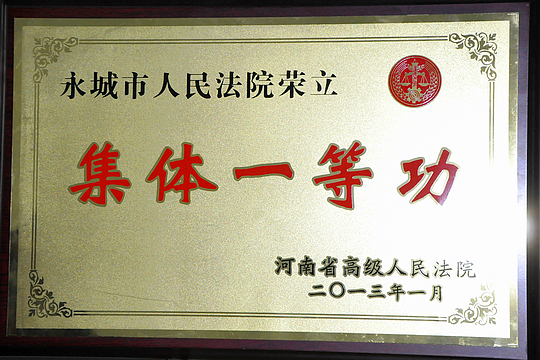 永城市人民法院荣立
集体一等功
河南省高级人民法院
二〇一三年一月